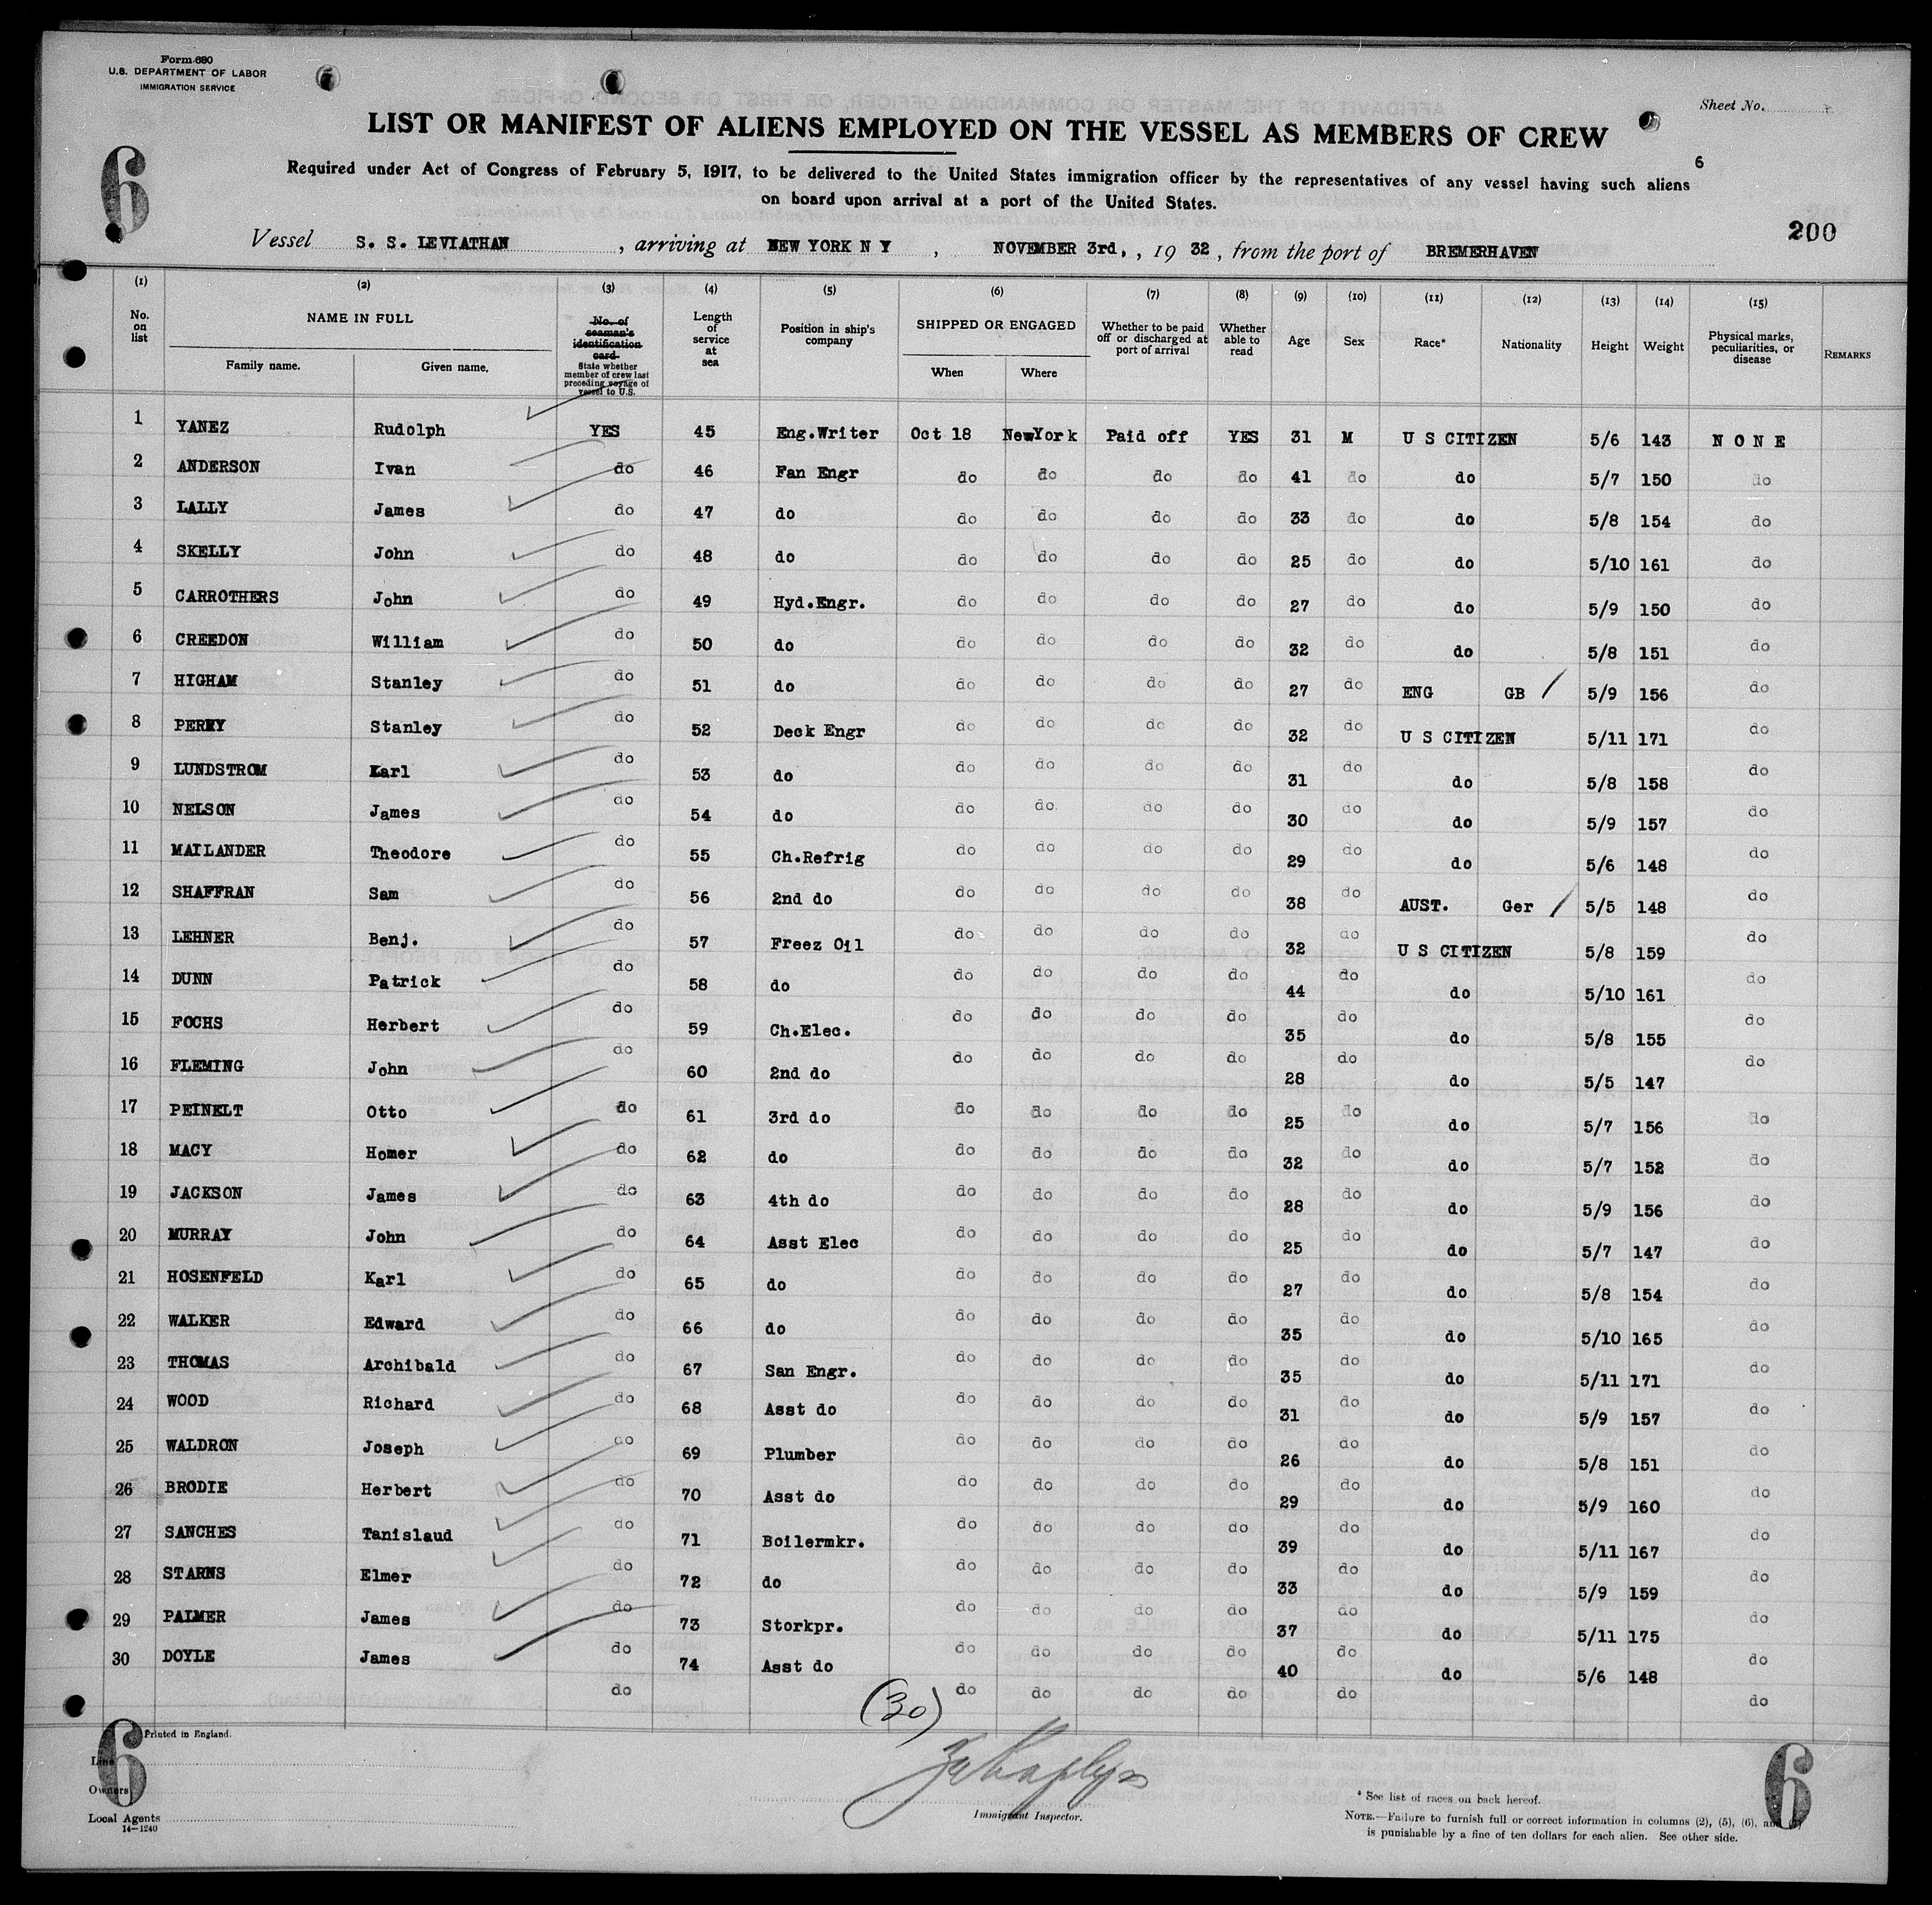 Form 680
U.S. DEPARTMENT OF LABOR
IMMIGRATION SERVICE
Sheet No.
LIST OR MANIFEST OF ALIENS EMPLOYED ON THE VESSEL AS MEMBERS OF CREW
6
6
Required under Act of Congress of February 5, 1917, to be delivered to the United States immigration officer by the representatives of any vessel having such aliens
on board upon arrival at a port of the United States.
200
Vessel S. S. LEVIATHAN, arriving at NEW YORK N Y, NOVEMBER 3rd, , 19 32, from the port of BREMERHAVEN
(1) (2) (3) (4) (5) (6) (7) (8) (9) (10) (11) (12) (13) (14) (15)
No. on list NAME IN FULL Family name. Given name. No. of seaman's identification card State whether member of crew last preceding voyage of vessel to U.S. Length of service at sea Position in ship's company SHIPPED OR ENGAGED When Where Whether to be paid off or discharged at port of arrival Whether able to read Age Sex Race* Nationality Height Weight Physical marks, peculiarities, or disease REMARKS
1 YANEZ Rudolph YES 45 Eng.Writer Oct 18 NewYork Paid off YES 31 M U S CITIZEN 5/6 143 N O N E
2 ANDERSON Ivan do 46 Fan Engr do do do do 41 do do 5/7 150 do
3 LALLY James do 47 do do do do do 33 do do 5/8 154 do
4 SKELLY John do 48 do do do do do 25 do do 5/10 161 do
5 CARROTHERS John do 49 Hyd.Engr. do do do do 27 do do 5/9 150 do
6 CREEDON William do 50 do do do do do 32 do do 5/8 151 do
7 HIGHAM Stanley do 51 do do do do do 27 do ENG GB 5/9 156 do
8 PERRY Stanley do 52 Deck Engr do do do do 32 do U S CITIZEN 5/11 171 do
9 LUNDSTROM Karl do 53 do do do do do 31 do do 5/8 158 do
10 NELSON James do 54 do do do do do 30 do do 5/9 157 do
11 MAILANDER Theodore do 55 Ch.Refrig do do do do 29 do do 5/6 148 do
12 SHAFFRAN Sam do 56 2nd do do do do do 38 do AUST. Ger 5/5 148 do
13 LEHNER Benj. do 57 Freez Oil do do do do 32 do U S CITIZEN 5/8 159 do
14 DUNN Patrick do 58 do do do do do 44 do do 5/10 161 do
15 FOCHS Herbert do 59 Ch.Elec. do do do do 35 do do 5/8 155 do
16 FLEMING John do 60 2nd do do do do do 28 do do 5/5 147 do
17 PEINELT Otto do 61 3rd do do do do do 25 do do 5/7 156 do
18 MACY Homer do 62 do do do do do 32 do do 5/7 152 do
19 JACKSON James do 63 4th do do do do do 28 do do 5/9 156 do
20 MURRAY John do 64 Asst Elec do do do do 25 do do 5/7 147 do
21 HOSENFELD Karl do 65 do do do do do 27 do do 5/8 154 do
22 WALKER Edward do 66 do do do do do 35 do do 5/10 165 do
23 THOMAS Archibald do 67 San Engr. do do do do 35 do do 5/11 171 do
24 WOOD Richard do 68 Asst do do do do do 31 do do 5/9 157 do
25 WALDRON Joseph do 69 Plumber do do do do 26 do do 5/8 151 do
26 BRODIE Herbert do 70 Asst do do do do do 29 do do 5/9 160 do
27 SANCHES Tanislaud do 71 Boilermkr. do do do do 39 do do 5/11 167 do
28 STARNS Elmer do 72 do do do do do 33 do do 5/9 159 do
29 PALMER James do 73 Storkpr. do do do do 37 do do 5/11 175 do
30 DOYLE James do 74 Asst do do do do do 40 do do 5/6 148 do
do do do do do do do
(30)
6 Printed in England. 6
Line
Owners
Local Agents
14-1240
Immigrant Inspector.
* See list of races on back hereof.
NOTE.—Failure to furnish full or correct information in columns (2), (5), (6), and
is punishable by a fine of ten dollars for each alien. See other side.